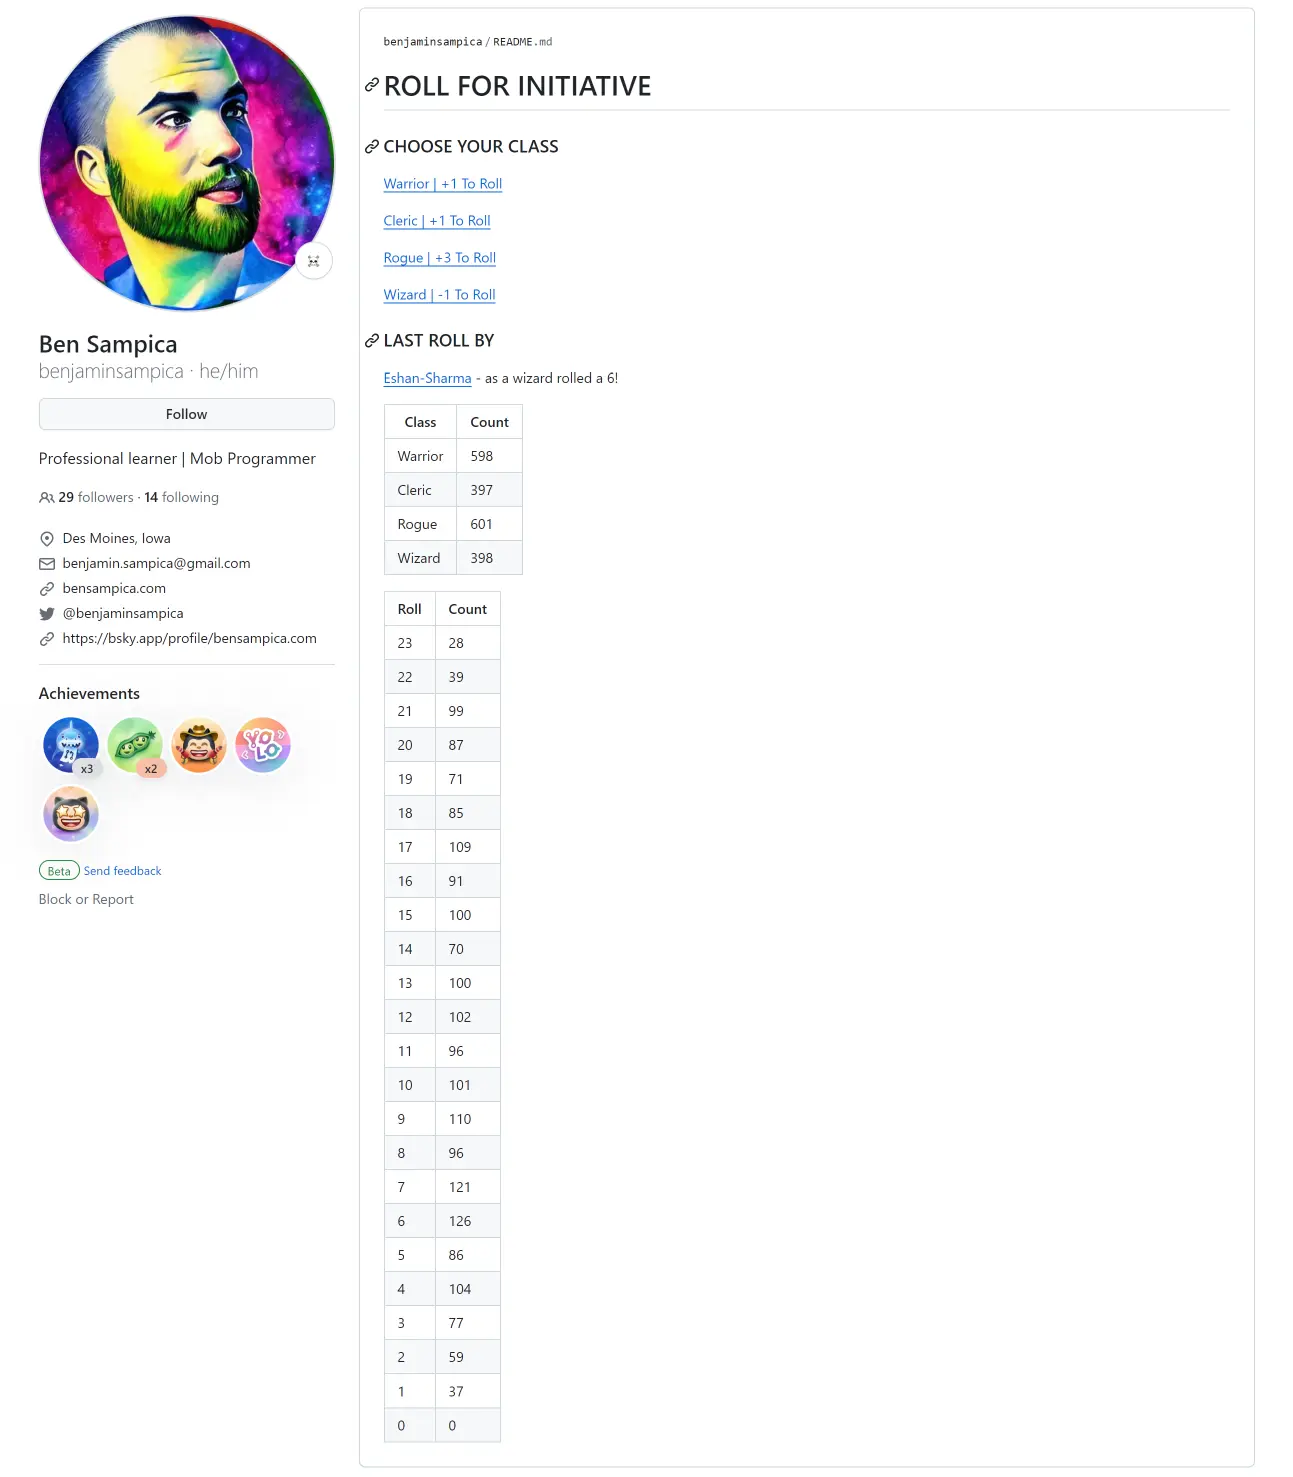 Ben Sampica
benjaminsampica · he/him
Follow
Professional learner | Mob Programmer
29 followers · 14 following
Des Moines, Iowa
benjamin.sampica@gmail.com
bensampica.com
@benjaminsampica
https://bsky.app/profile/bensampica.com
Achievements
x3
x2
YOLO
Beta Send feedback
Block or Report
benjaminsampica/README.md
ROLL FOR INITIATIVE
CHOOSE YOUR CLASS
Warrior | +1 To Roll
Cleric | +1 To Roll
Rogue | +3 To Roll
Wizard | -1 To Roll
LAST ROLL BY
Eshan-Sharma - as a wizard rolled a 6!
Class Count
Warrior 598
Cleric 397
Rogue 601
Wizard 398
Roll Count
23 28
22 39
21 99
20 87
19 71
18 85
17 109
16 91
15 100
14 70
13 100
12 102
11 96
10 101
9 110
8 96
7 121
6 126
5 86
4 104
3 77
2 59
1 37
0 0